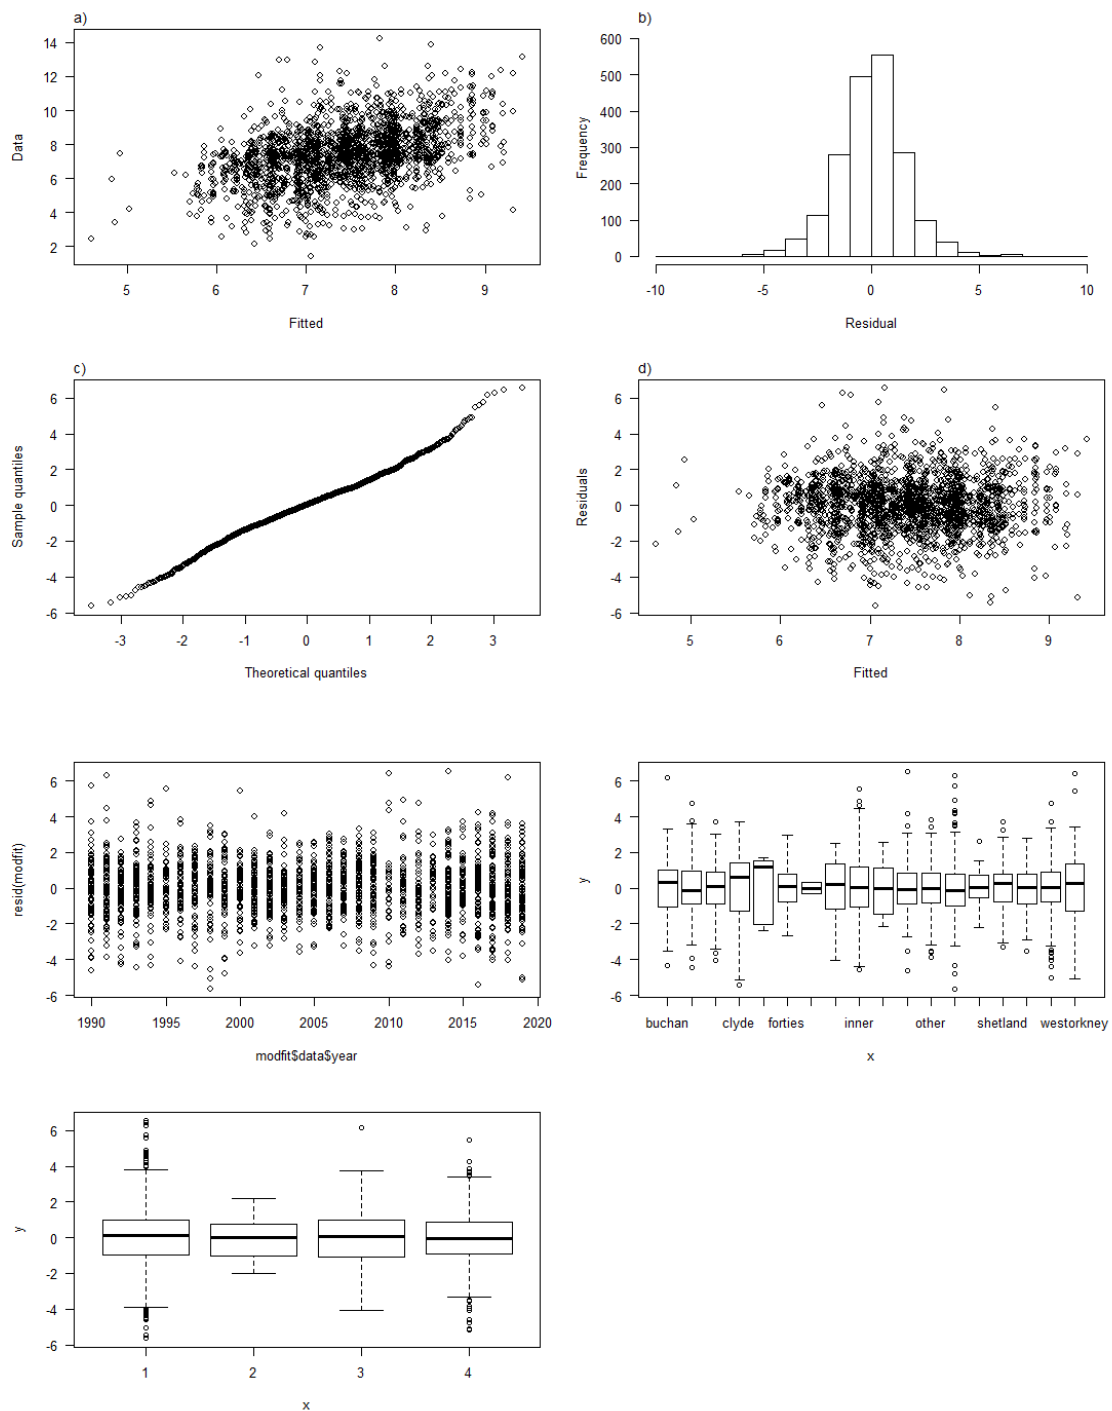 a)
Data
14
12
10
8
6
4
2
5 6 7 8 9
Fitted
b)
Frequency
600
500
400
300
200
100
0
-10 -5 0 5 10
Residual
c)
Sample quantiles
6
4
2
0
-2
-4
-6
-3 -2 -1 0 1 2 3
Theoretical quantiles
d)
Residuals
6
4
2
0
-2
-4
-6
5 6 7 8 9
Fitted
resid(modfit)
6
4
2
0
-2
-4
-6
1990 1995 2000 2005 2010 2015 2020
modfit$data$year
y
6
4
2
0
-2
-4
-6
buchan clyde forties inner other shetland westorkney
x
y
6
4
2
0
-2
-4
-6
1 2 3 4
x